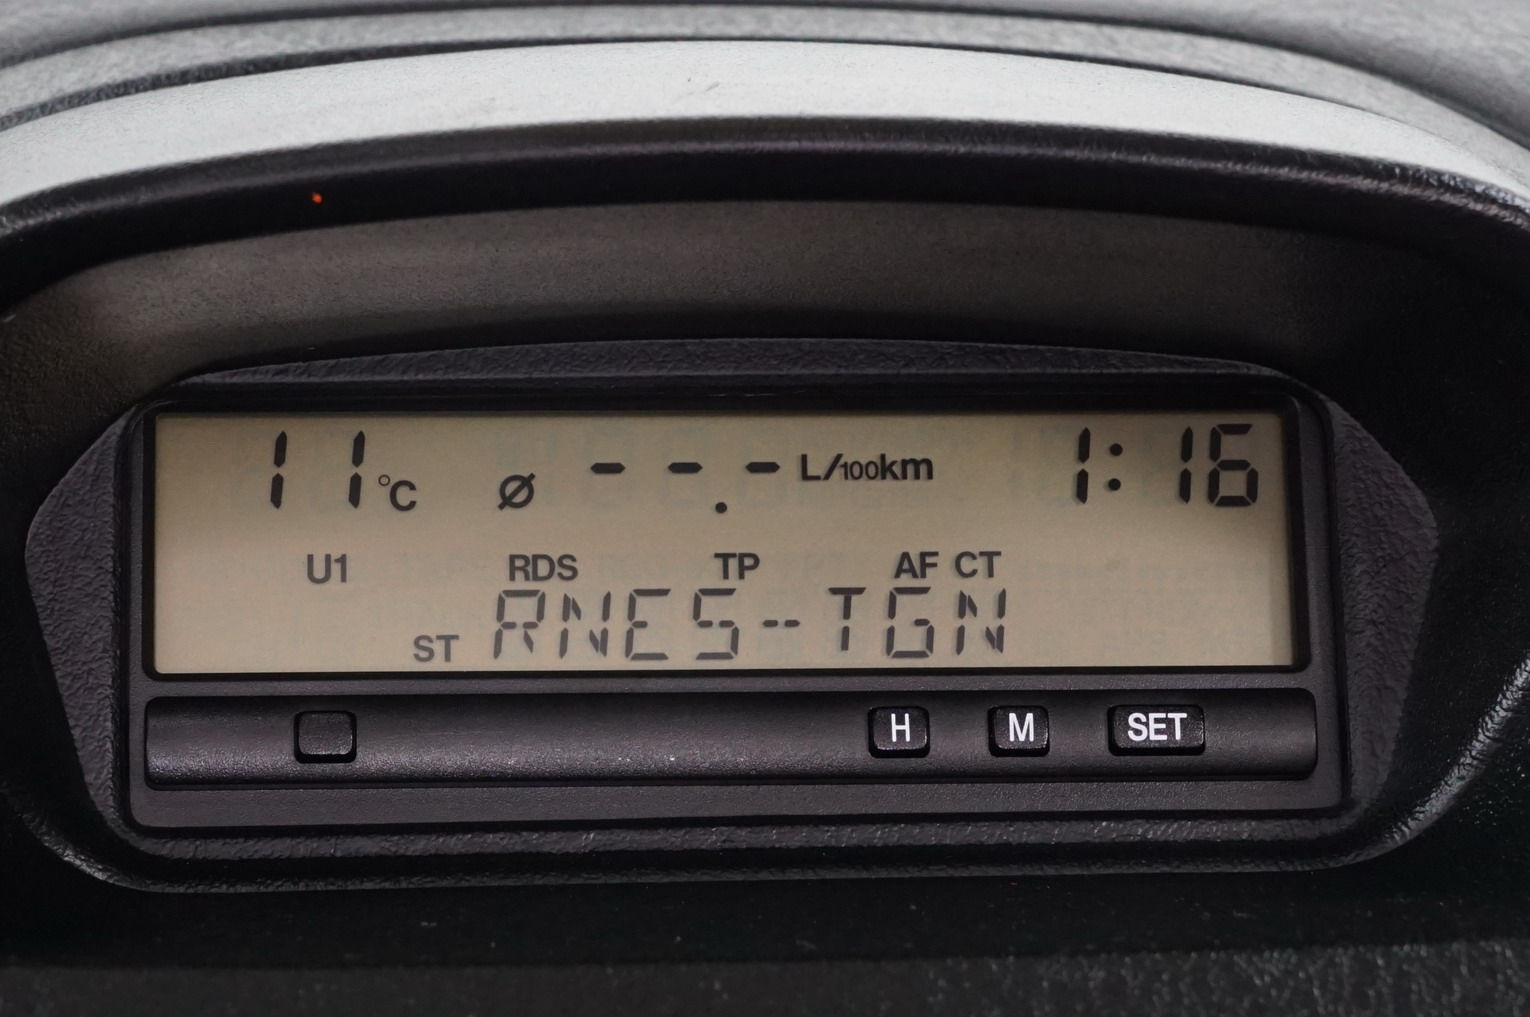 11°C Ø --.- L/100km 1:16
U1 RDS TP AF CT
ST RNES-TGN
H M SET